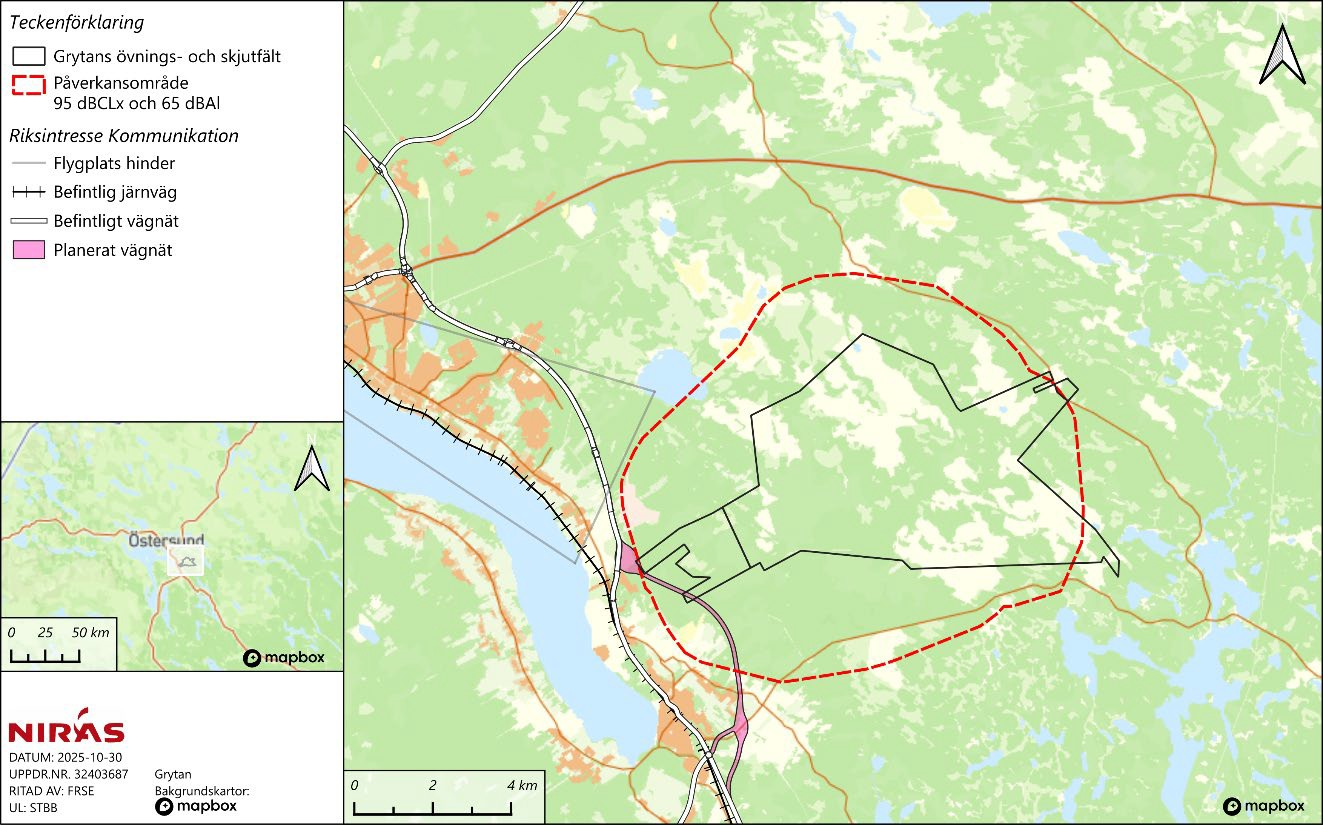 Teckenförklaring
Grytans övnings- och skjutfält
Påverkansområde
95 dBCLx och 65 dBAl
Riksintresse Kommunikation
Flygplats hinder
Befintlig järnväg
Befintligt vägnät
Planerat vägnät
Östersund
0 25 50 km
mapbox
NIRÁS
DATUM: 2025-10-30
UPPDR.NR. 32403687
RITAD AV: FRSE
UL: STBB
Grytan
Bakgrundskartor:
mapbox
0 2 4 km
mapbox